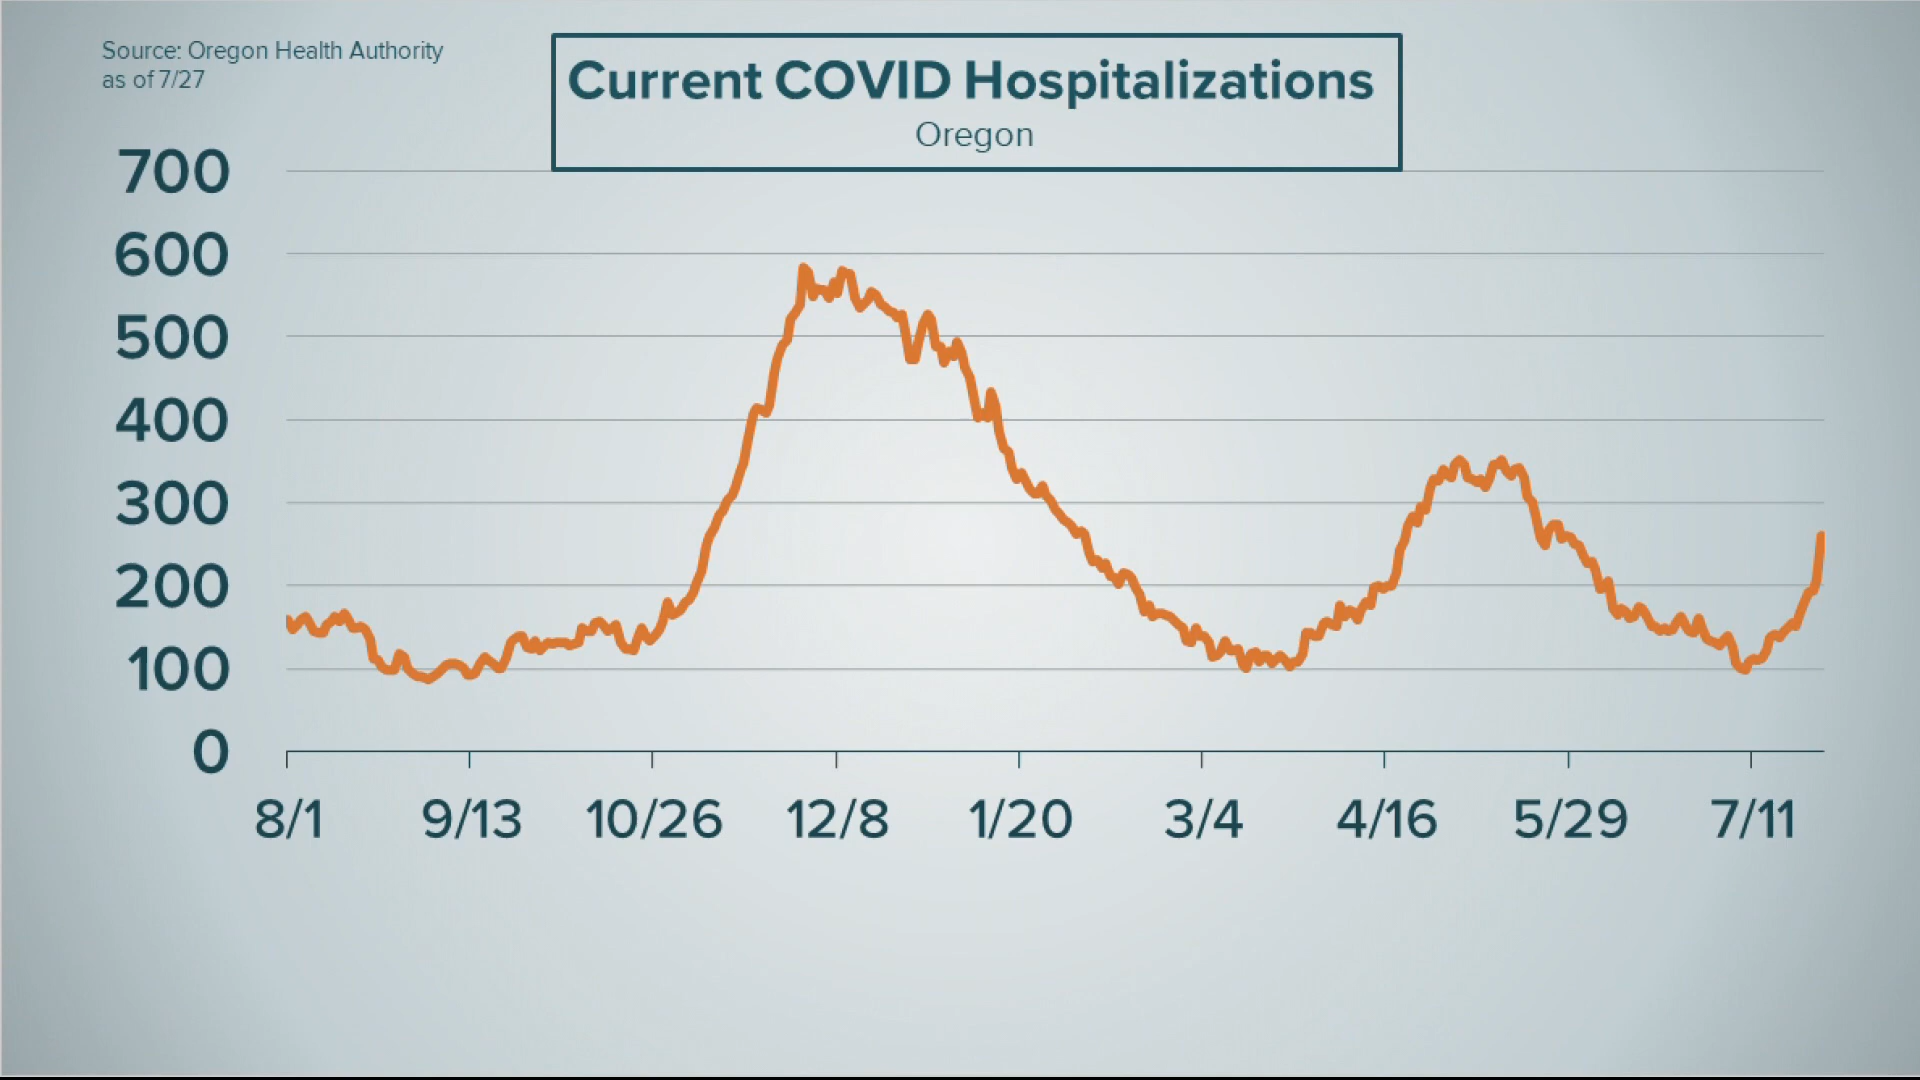 Source: Oregon Health Authority
as of 7/27
Current COVID Hospitalizations
Oregon
700
600
500
400
300
200
100
0
8/1 9/13 10/26 12/8 1/20 3/4 4/16 5/29 7/11